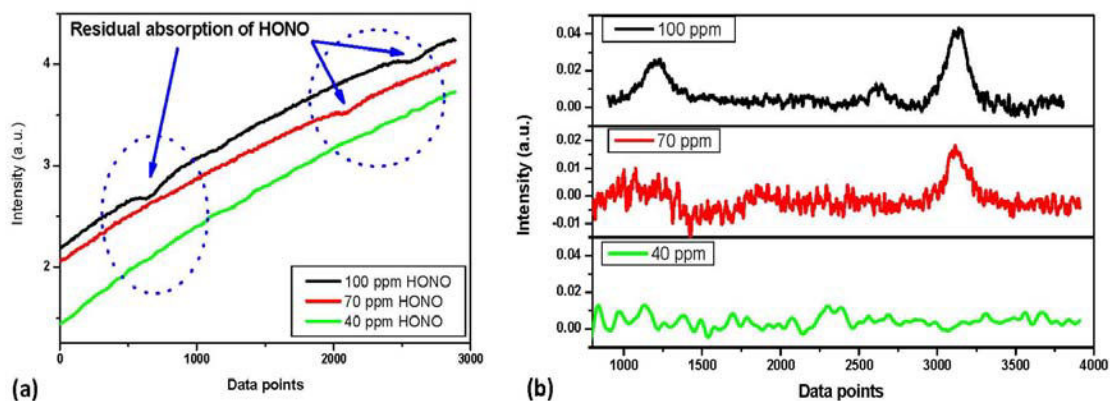 Residual absorption of HONO
4
3
2
Intensity (a.u.)
100 ppm HONO
70 ppm HONO
40 ppm HONO
0 1000 2000 3000
Data points
(a)
100 ppm
0.04
0.02
0.00
70 ppm
0.02
0.01
0.00
-0.01
40 ppm
0.04
0.02
0.00
Intensity (a.u.)
1000 1500 2000 2500 3000 3500 4000
Data points
(b)